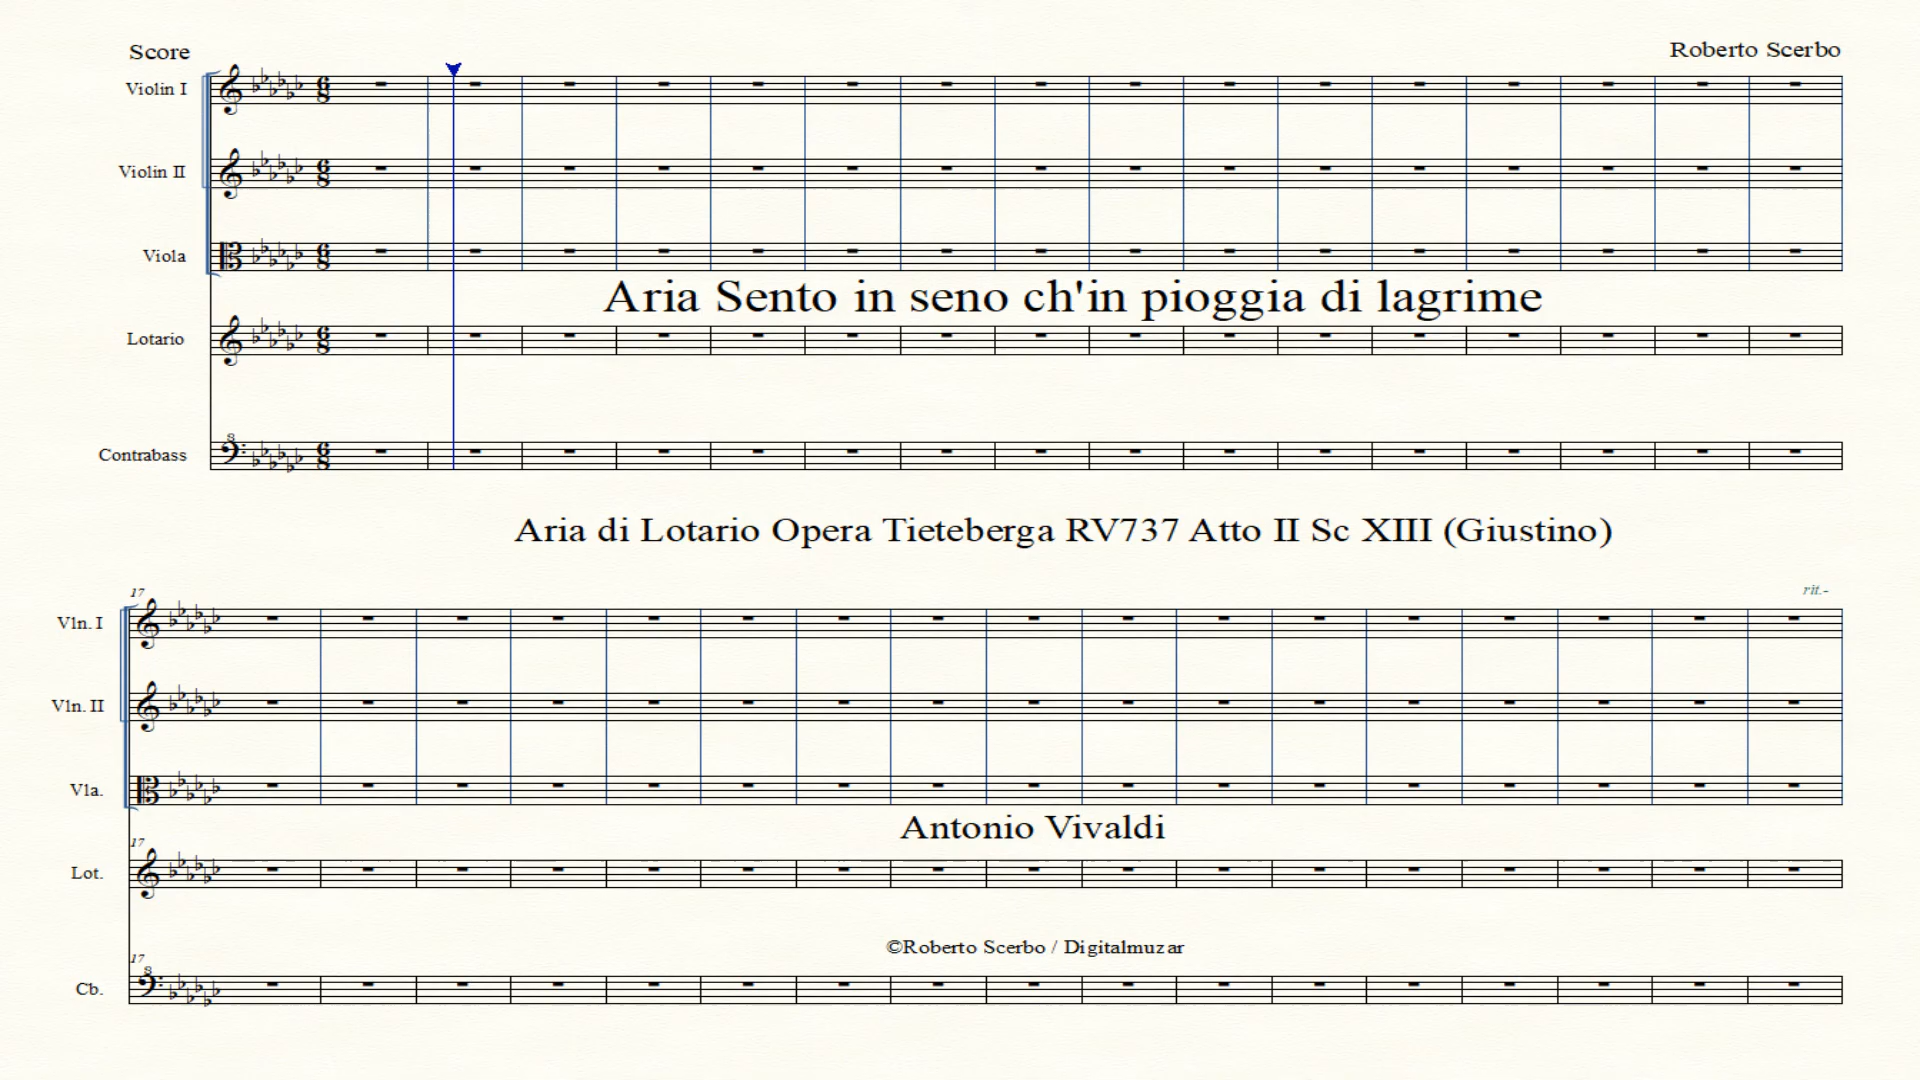 Score
Roberto Scerbo
Violin I
Violin II
Viola
Aria Sento in seno ch'in pioggia di lagrime
Lotario
Contrabass
Aria di Lotario Opera Tieteberga RV737 Atto II Sc XIII (Giustino)
17
rit.-
Vln. I
Vln. II
Vla.
Antonio Vivaldi
17
Lot.
©Roberto Scerbo / Digitalmuzar
17
Cb.